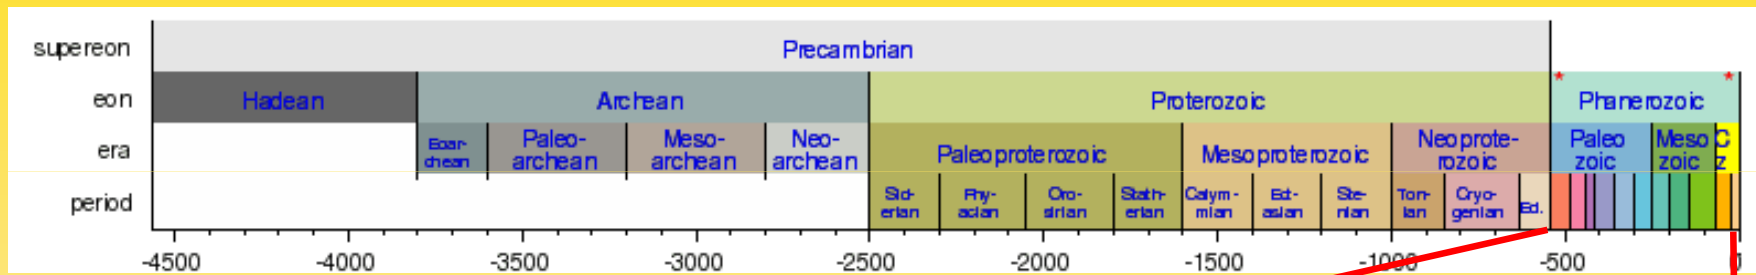 supereon
Precambrian
eon
Hadean
Archean
Proterozoic
*
*
Phanerozoic
era
Eoar-
chean
Paleo-
archean
Meso-
archean
Neo-
archean
Paleoproterozoic
Mesoproterozoic
Neoprote-
rozoic
Paleo
zoic
Meso
zoic
C
z
period
Sid-
erian
Rhy-
acian
Oro-
sirian
Stath-
erian
Calym-
mian
Ect-
asian
Ste-
nian
Ton-
ian
Cryo-
genian
Ed.
-4500
-4000
-3500
-3000
-2500
-2000
-1500
-1000
-500
0